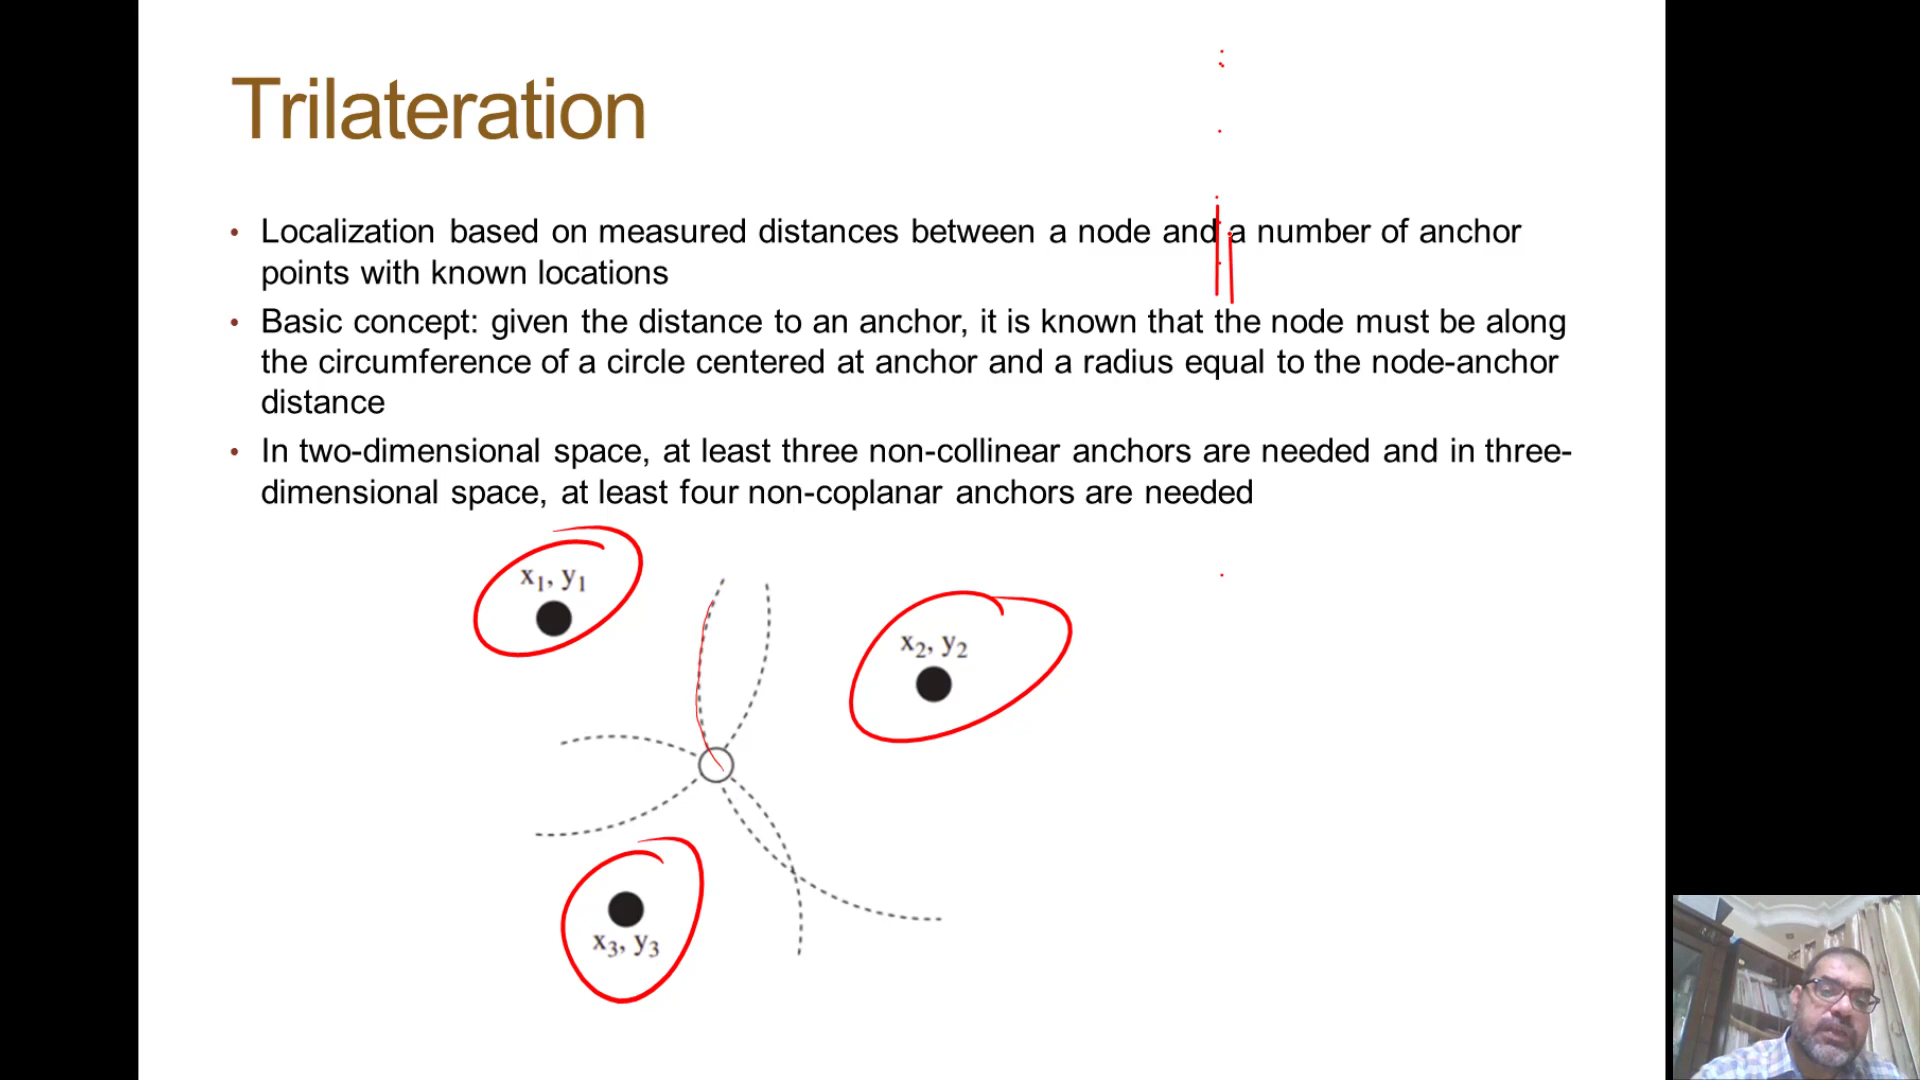 Trilateration
• Localization based on measured distances between a node and a number of anchor
points with known locations
• Basic concept: given the distance to an anchor, it is known that the node must be along
the circumference of a circle centered at anchor and a radius equal to the node-anchor
distance
• In two-dimensional space, at least three non-collinear anchors are needed and in three-
dimensional space, at least four non-coplanar anchors are needed
x₁, y₁
x₂, y₂
x₃, y₃